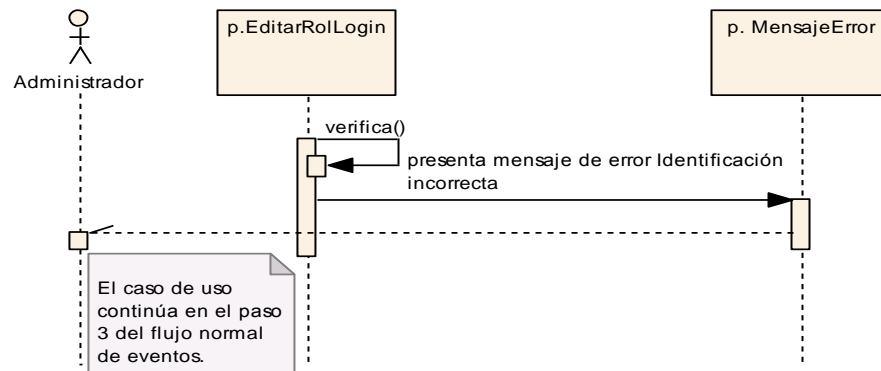 p.EditarRolLogin
p. MensajeError
Administrador
verifica()
presenta mensaje de error Identificación
incorrecta
El caso de uso
continúa en el paso
3 del flujo normal
de eventos.